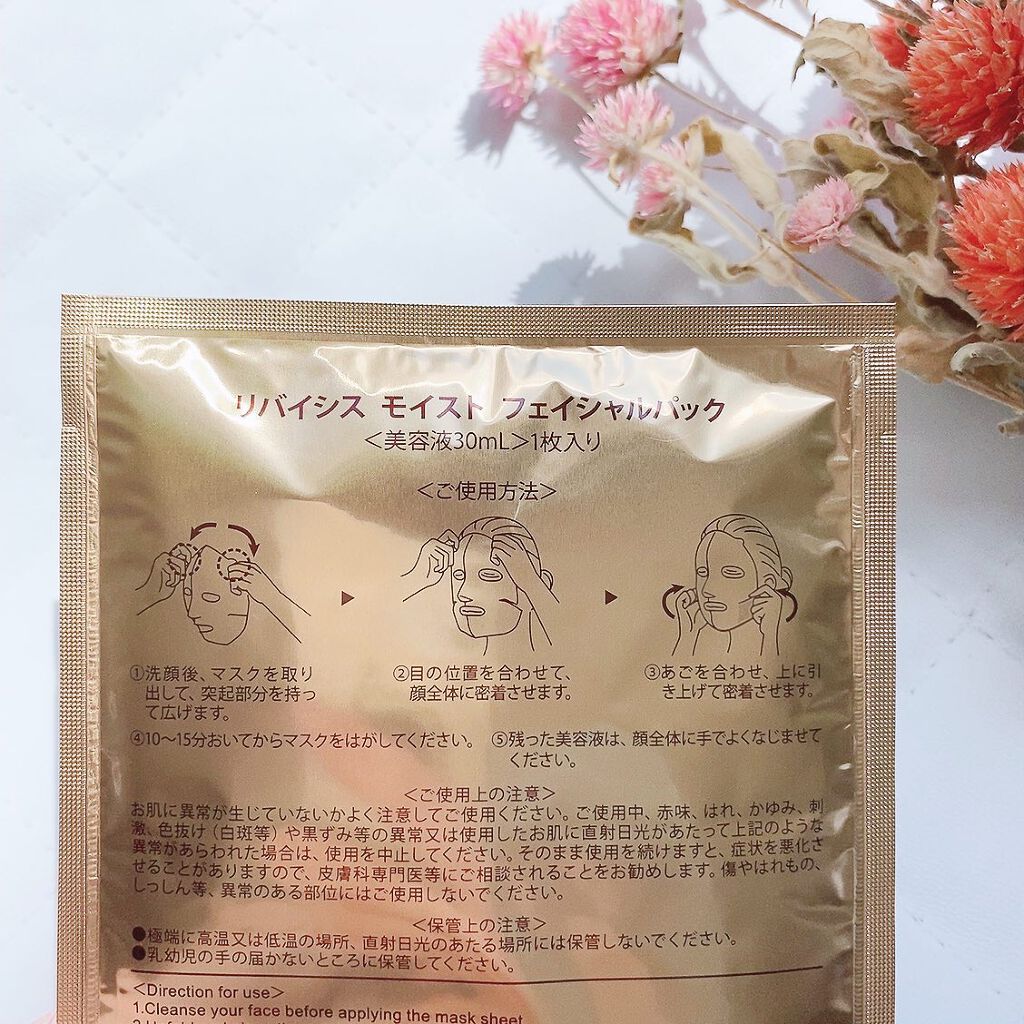 リバイシス モイスト フェイシャルパック
＜美容液30mL＞1枚入り
＜ご使用方法＞
①洗顔後、マスクを取り
出して、突起部分を持っ
て広げます。
②目の位置を合わせて、
顔全体に密着させます。
③あごを合わせ、上に引
き上げて密着させます。
④10～15分おいてからマスクをはがしてください。
⑤残った美容液は、顔全体に手でよくなじませて
ください。
＜ご使用上の注意＞
お肌に異常が生じていないかよく注意してご使用ください。ご使用中、赤味、はれ、かゆみ、刺
激、色抜け（白斑等）や黒ずみ等の異常又は使用したお肌に直射日光があたって上記のような
異常があらわれた場合は、使用を中止してください。そのまま使用を続けますと、症状を悪化さ
せることがありますので、皮膚科専門医等にご相談されることをお勧めします。傷やはれもの、
しっしん等、異常のある部位にはご使用しないでください。
＜保管上の注意＞
●極端に高温又は低温の場所、直射日光のあたる場所には保管しないでください。
●乳幼児の手の届かないところに保管してください。
＜Direction for use＞
1.Cleanse your face before applying the mask sheet